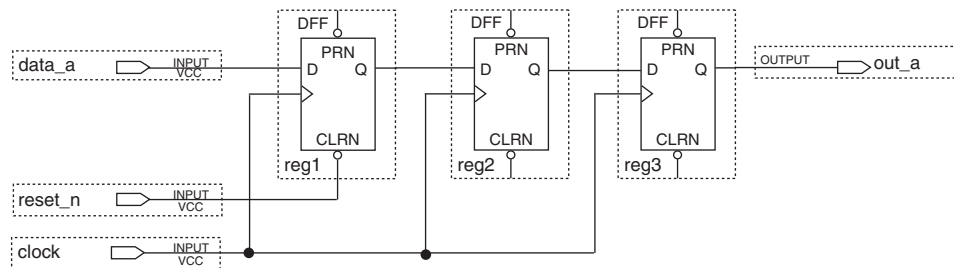 DFF
DFF
DFF
data_a
INPUT
VCC
PRN
D
Q
CLRN
reg1
PRN
D
Q
CLRN
reg2
PRN
D
Q
CLRN
reg3
OUTPUT
out_a
reset_n
INPUT
VCC
clock
INPUT
VCC